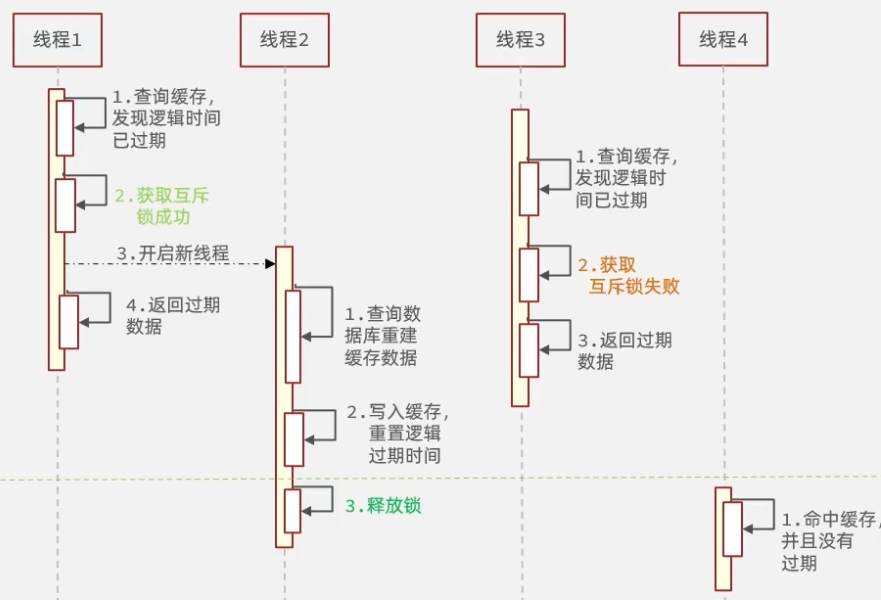 线程1
线程2
线程3
线程4
1.查询缓存,
发现逻辑时间
已过期
2.获取互斥
锁成功
3.开启新线程
4.返回过期
数据
1.查询数
据库重建
缓存数据
2.写入缓存,
重置逻辑
过期时间
3.释放锁
1.查询缓存,
发现逻辑时
间已过期
2.获取
互斥锁失败
3.返回过期
数据
1.命中缓存,
并且没有
过期